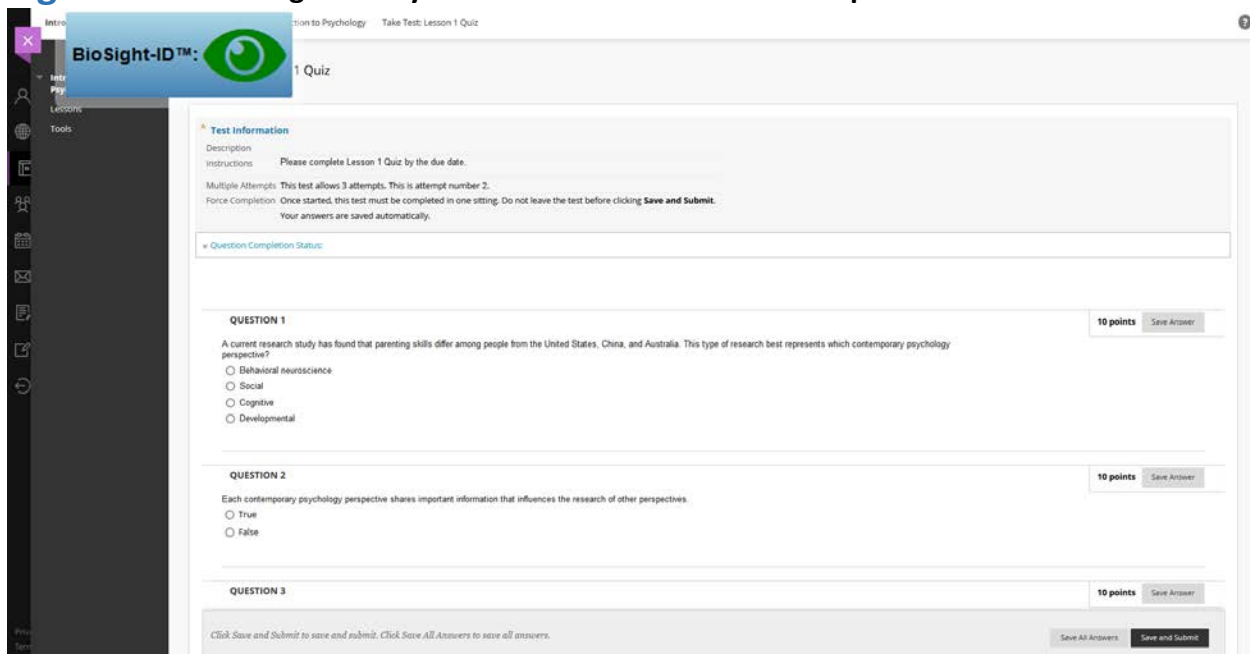 Intro
ction to Psychology Take Test: Lesson 1 Quiz
BioSight-ID™:
1 Quiz
Intr
Psy
Lessons
Tools
Test Information
Description
Instructions Please complete Lesson 1 Quiz by the due date.
Multiple Attempts This test allows 3 attempts. This is attempt number 2.
Force Completion Once started, this test must be completed in one sitting. Do not leave the test before clicking Save and Submit.
Your answers are saved automatically.
Question Completion Status:
QUESTION 1
10 points Save Answer
A current research study has found that parenting skills differ among people from the United States, China, and Australia. This type of research best represents which contemporary psychology
perspective?
Behavioral neuroscience
Social
Cognitive
Developmental
QUESTION 2
10 points Save Answer
Each contemporary psychology perspective shares important information that influences the research of other perspectives.
True
False
QUESTION 3
10 points Save Answer
Click Save and Submit to save and submit. Click Save All Answers to save all answers.
Save All Answers Save and Submit
Priv
Term